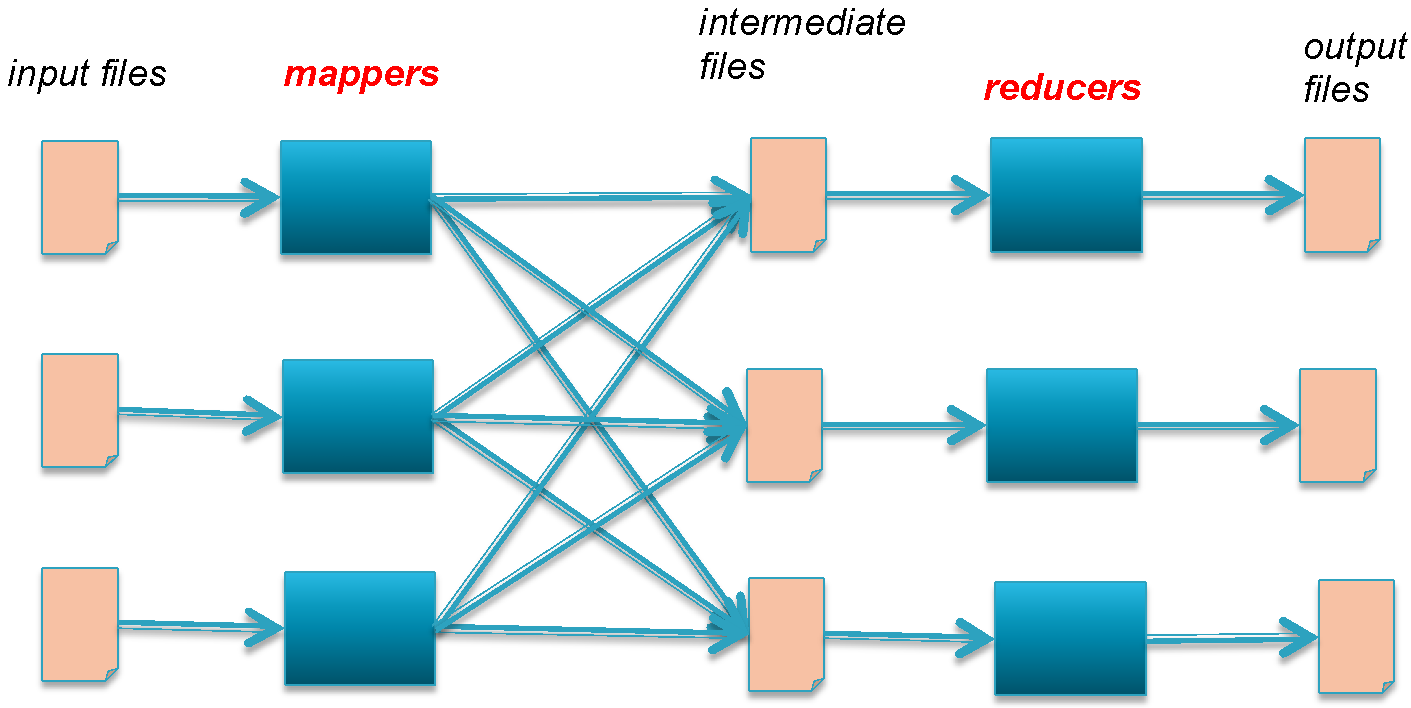 input files
mappers
intermediate
files
reducers
output
files